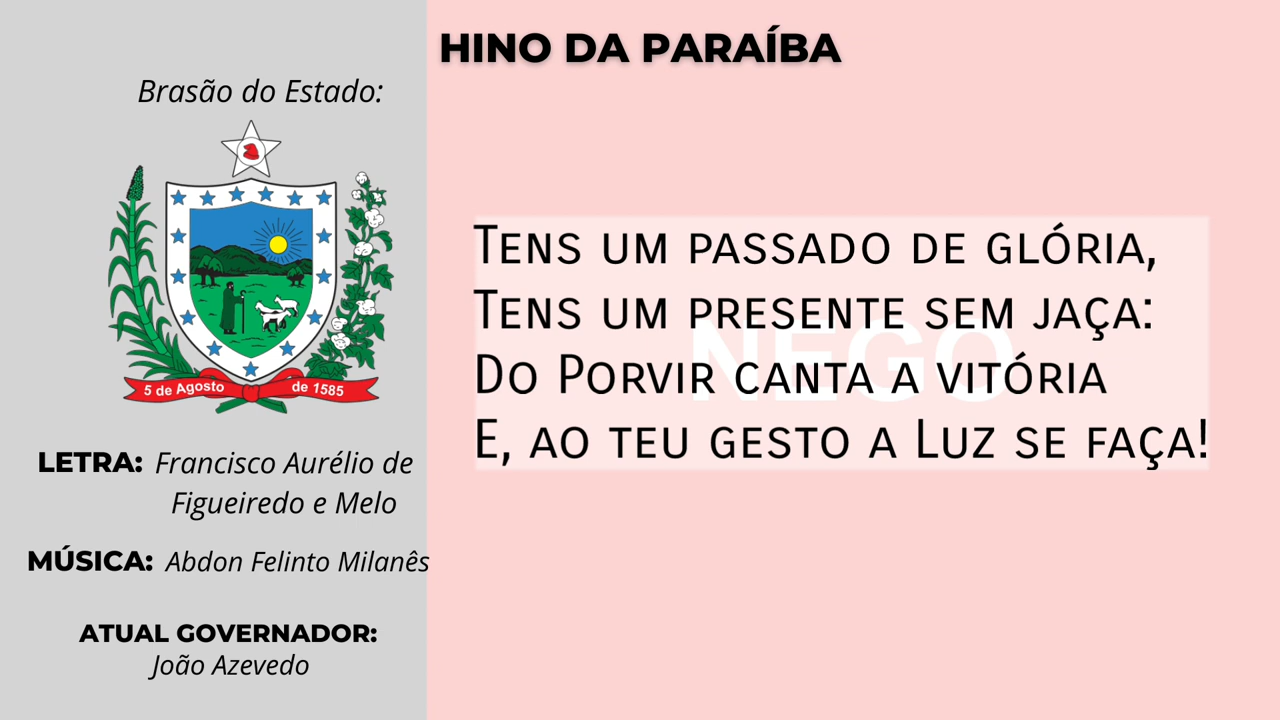 HINO DA PARAÍBA
Brasão do Estado:
5 de Agosto de 1585
LETRA: Francisco Aurélio de
Figueiredo e Melo
MÚSICA: Abdon Felinto Milanês
ATUAL GOVERNADOR:
João Azevedo
Tens um passado de glória,
Tens um presente sem jaça:
Do Porvir canta a vitória
E, ao teu gesto a Luz se faça!
NEGO